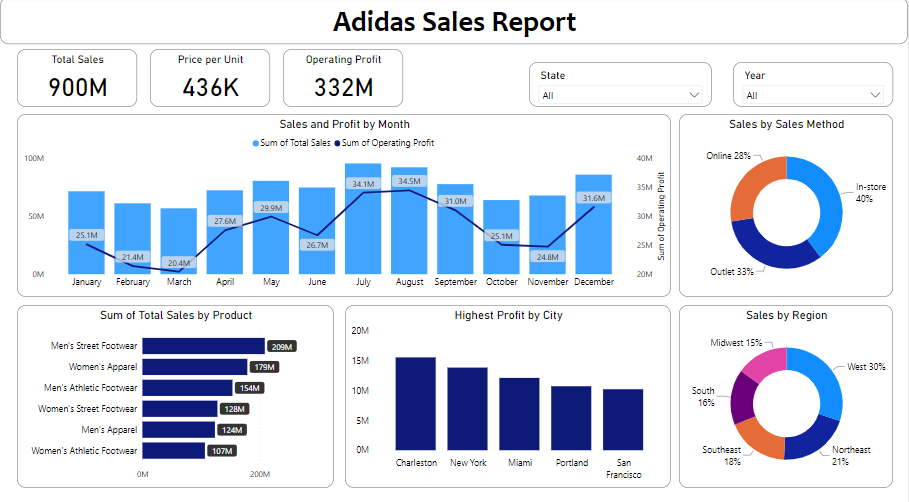 Adidas Sales Report
Total Sales
900M
Price per Unit
436K
Operating Profit
332M
State
All
Year
All
Sales and Profit by Month
Sum of Total Sales Sum of Operating Profit
100M
50M
0M
40M
35M
30M
25M
20M
Sum of Operating Profit
25.1M
21.4M
20.4M
27.6M
29.9M
26.7M
34.1M
34.5M
31.0M
25.1M
24.8M
31.6M
January February March April May June July August September October November December
Sales by Sales Method
Online 28%
In-store
40%
Outlet 33%
Sum of Total Sales by Product
Men's Street Footwear 209M
Women's Apparel 179M
Men's Athletic Footwear 154M
Women's Street Footwear 128M
Men's Apparel 124M
Women's Athletic Footwear 107M
0M 200M
Highest Profit by City
20M
15M
10M
5M
0M
Charleston New York Miami Portland San
Francisco
Sales by Region
Midwest 15%
West 30%
South
16%
Southeast
18%
Northeast
21%